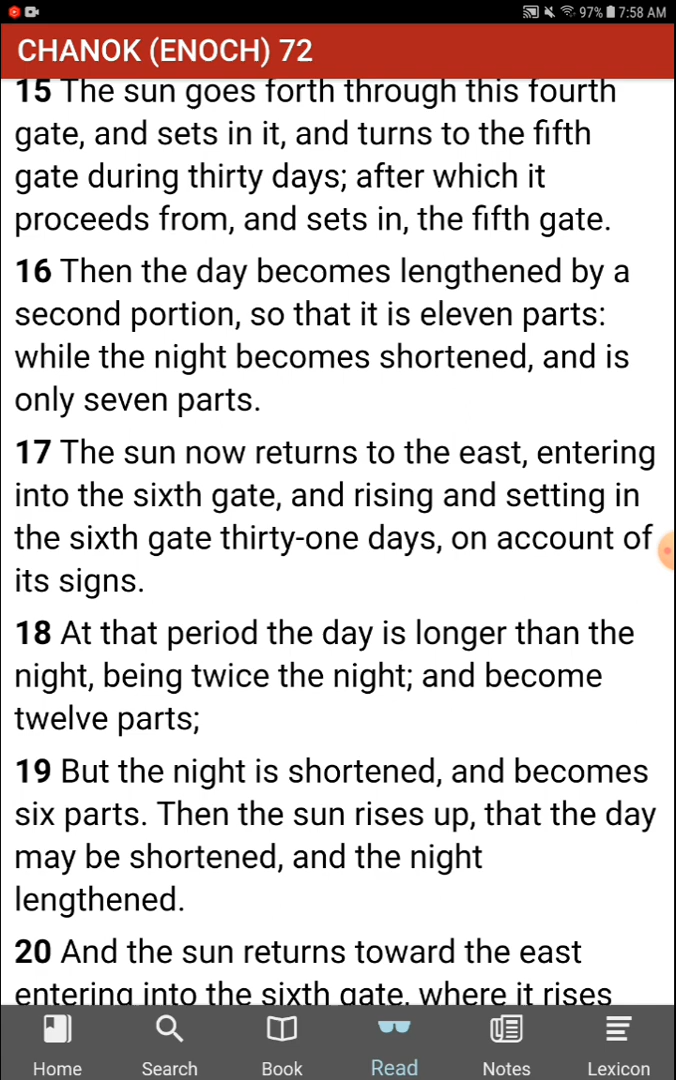 97% 7:58 AM
CHANOK (ENOCH) 72
15 The sun goes forth through this fourth
gate, and sets in it, and turns to the fifth
gate during thirty days; after which it
proceeds from, and sets in, the fifth gate.
16 Then the day becomes lengthened by a
second portion, so that it is eleven parts:
while the night becomes shortened, and is
only seven parts.
17 The sun now returns to the east, entering
into the sixth gate, and rising and setting in
the sixth gate thirty-one days, on account of
its signs.
18 At that period the day is longer than the
night, being twice the night; and become
twelve parts;
19 But the night is shortened, and becomes
six parts. Then the sun rises up, that the day
may be shortened, and the night
lengthened.
20 And the sun returns toward the east
entering into the sixth gate, where it rises
Home Search Book Read Notes Lexicon